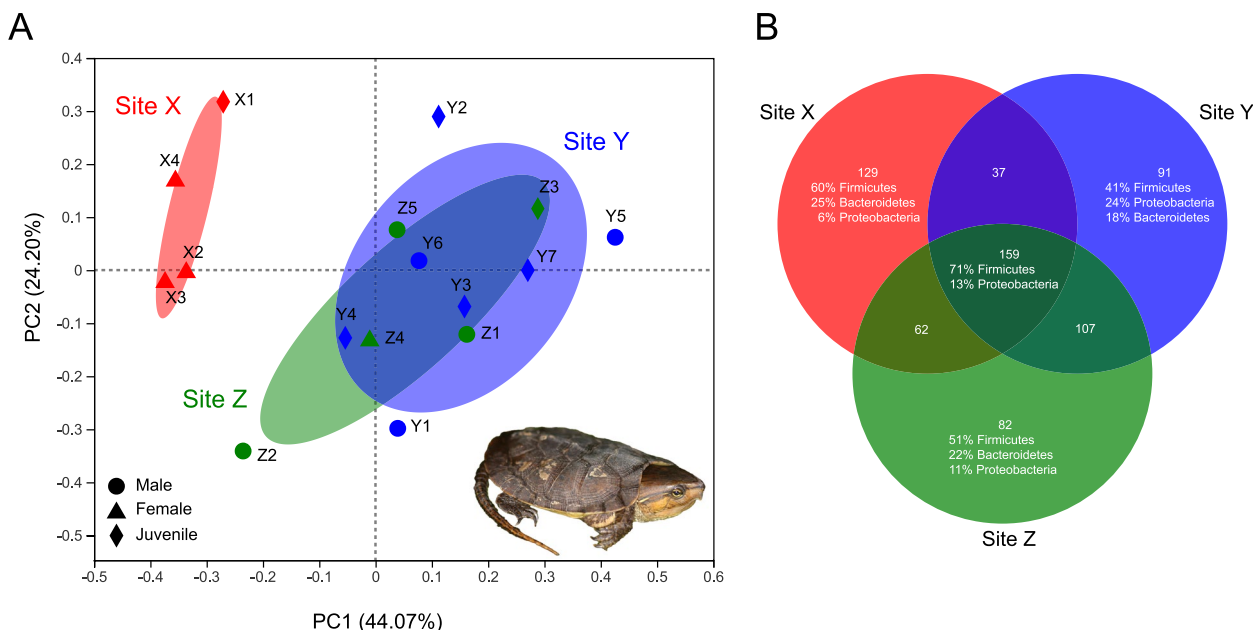 A
0.4
0.3
0.2
0.1
0
-0.1
-0.2
-0.3
-0.4
-0.5
PC2 (24.20%)
Site X
X1
X4
X2
X3
Y2
Site Y
Z3
Z5
Y5
Y6
Y7
Y3
Y4
Z4
Z1
Site Z
Y1
Z2
Male
Female
Juvenile
-0.5
-0.4
-0.3
-0.2
-0.1
0
0.1
0.2
0.3
0.4
0.5
0.6
PC1 (44.07%)
B
Site X
Site Y
129
60% Firmicutes
25% Bacteroidetes
6% Proteobacteria
37
91
41% Firmicutes
24% Proteobacteria
18% Bacteroidetes
159
71% Firmicutes
13% Proteobacteria
62
107
82
51% Firmicutes
22% Bacteroidetes
11% Proteobacteria
Site Z